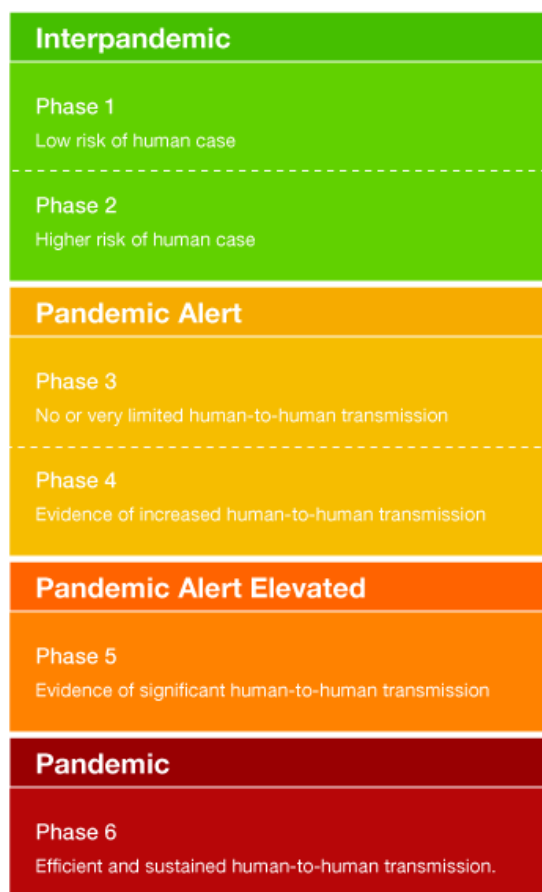 Interpandemic
Phase 1
Low risk of human case
Phase 2
Higher risk of human case
Pandemic Alert
Phase 3
No or very limited human-to-human transmission
Phase 4
Evidence of increased human-to-human transmission
Pandemic Alert Elevated
Phase 5
Evidence of significant human-to-human transmission
Pandemic
Phase 6
Efficient and sustained human-to-human transmission.